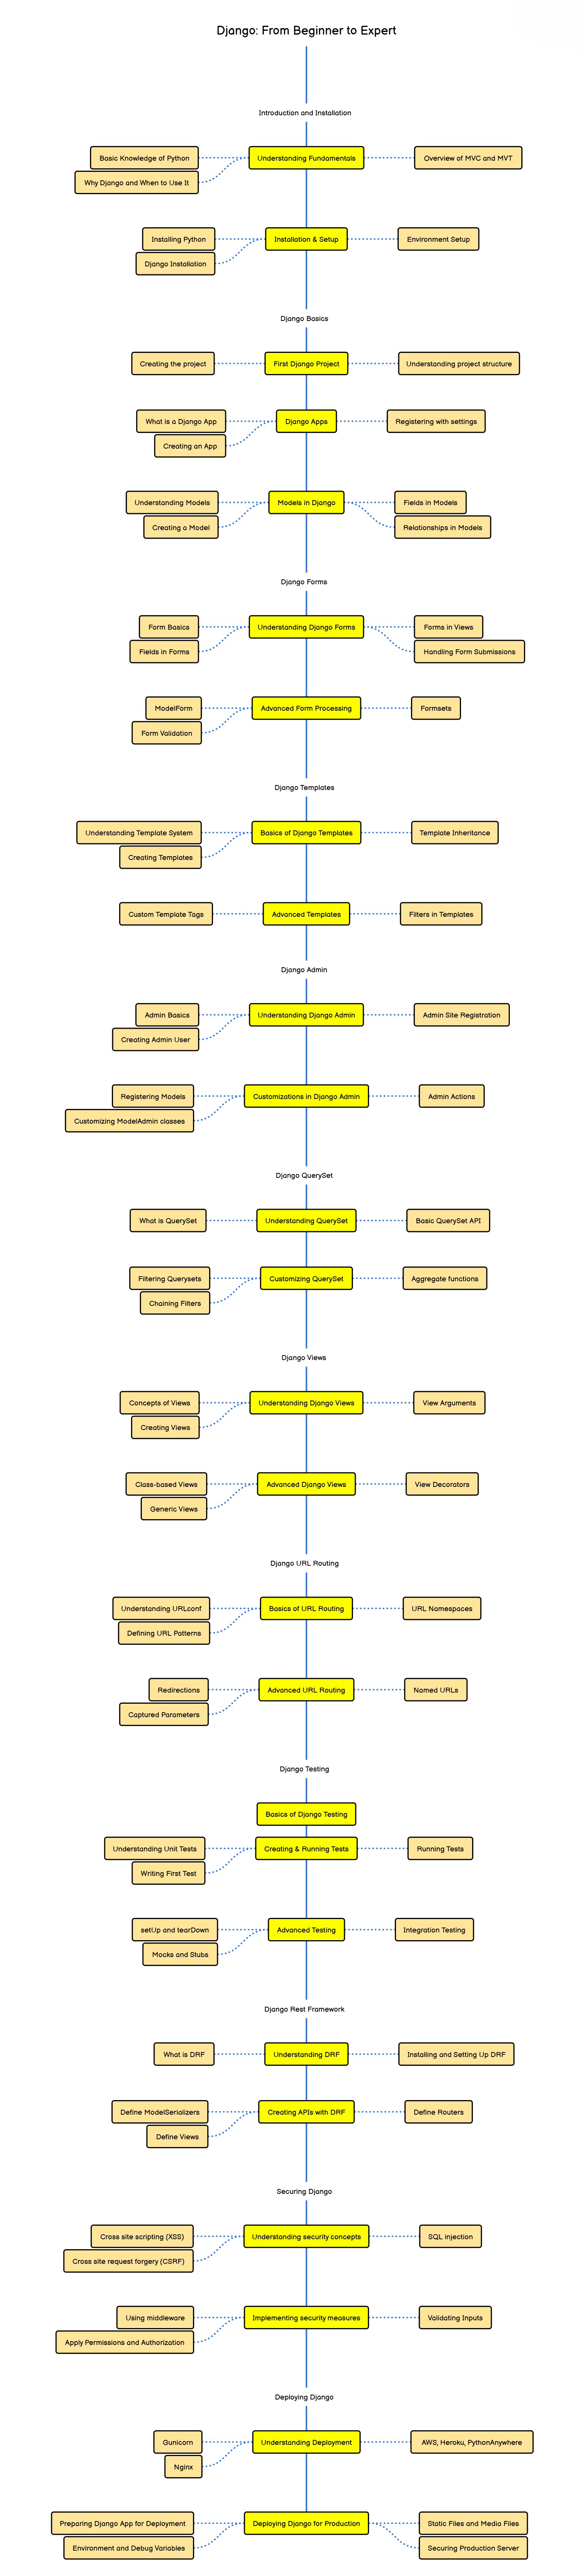 Django: From Beginner to Expert
Introduction and Installation
Basic Knowledge of Python
Understanding Fundamentals
Overview of MVC and MVT
Why Django and When to Use It
Installing Python
Installation & Setup
Environment Setup
Django Installation
Django Basics
Creating the project
First Django Project
Understanding project structure
What is a Django App
Django Apps
Registering with settings
Creating an App
Understanding Models
Models in Django
Fields in Models
Creating a Model
Relationships in Models
Django Forms
Form Basics
Understanding Django Forms
Forms in Views
Fields in Forms
Handling Form Submissions
ModelForm
Advanced Form Processing
Formsets
Form Validation
Django Templates
Understanding Template System
Basics of Django Templates
Template Inheritance
Creating Templates
Custom Template Tags
Advanced Templates
Filters in Templates
Django Admin
Admin Basics
Understanding Django Admin
Admin Site Registration
Creating Admin User
Registering Models
Customizations in Django Admin
Admin Actions
Customizing ModelAdmin classes
Django QuerySet
What is QuerySet
Understanding QuerySet
Basic QuerySet API
Filtering Querysets
Customizing QuerySet
Aggregate functions
Chaining Filters
Django Views
Concepts of Views
Understanding Django Views
View Arguments
Creating Views
Class-based Views
Advanced Django Views
View Decorators
Generic Views
Django URL Routing
Understanding URLconf
Basics of URL Routing
URL Namespaces
Defining URL Patterns
Redirections
Advanced URL Routing
Named URLs
Captured Parameters
Django Testing
Basics of Django Testing
Understanding Unit Tests
Creating & Running Tests
Running Tests
Writing First Test
setUp and tearDown
Advanced Testing
Integration Testing
Mocks and Stubs
Django Rest Framework
What is DRF
Understanding DRF
Installing and Setting Up DRF
Define ModelSerializers
Creating APIs with DRF
Define Routers
Define Views
Securing Django
Cross site scripting (XSS)
Understanding security concepts
SQL injection
Cross site request forgery (CSRF)
Using middleware
Implementing security measures
Validating Inputs
Apply Permissions and Authorization
Deploying Django
Gunicorn
Understanding Deployment
AWS, Heroku, PythonAnywhere
Nginx
Preparing Django App for Deployment
Deploying Django for Production
Static Files and Media Files
Environment and Debug Variables
Securing Production Server